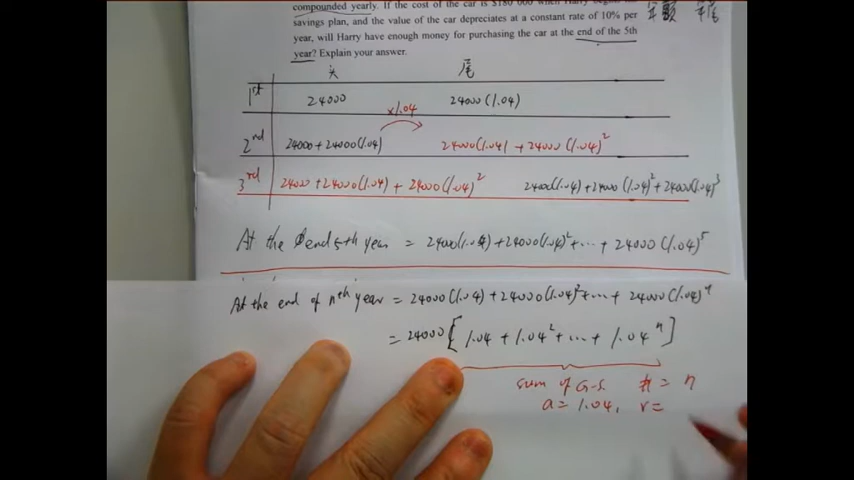 compounded yearly. If the cost of the car is $180 000 when Harry
savings plan, and the value of the car depreciates at a constant rate of 10% per
year, will Harry have enough money for purchasing the car at the end of the 5th
year? Explain your answer.
头 尾
1st 24000 24000(1.04)
×1.04
2nd 24000+24000(1.04) 24000(1.04)+24000(1.04)²
3rd 24000+24000(1.04)+24000(1.04)² 24000(1.04)+24000(1.04)²+24000(1.04)³
At the end 5th year = 24000(1.04)+24000(1.04)²+...+24000(1.04)⁵
At the end of nth year = 24000(1.04)+24000(1.04)²+...+24000(1.04)ⁿ
= 24000[1.04+1.04²+...+1.04ⁿ]
sum of G.S. # = n
a = 1.04, r =